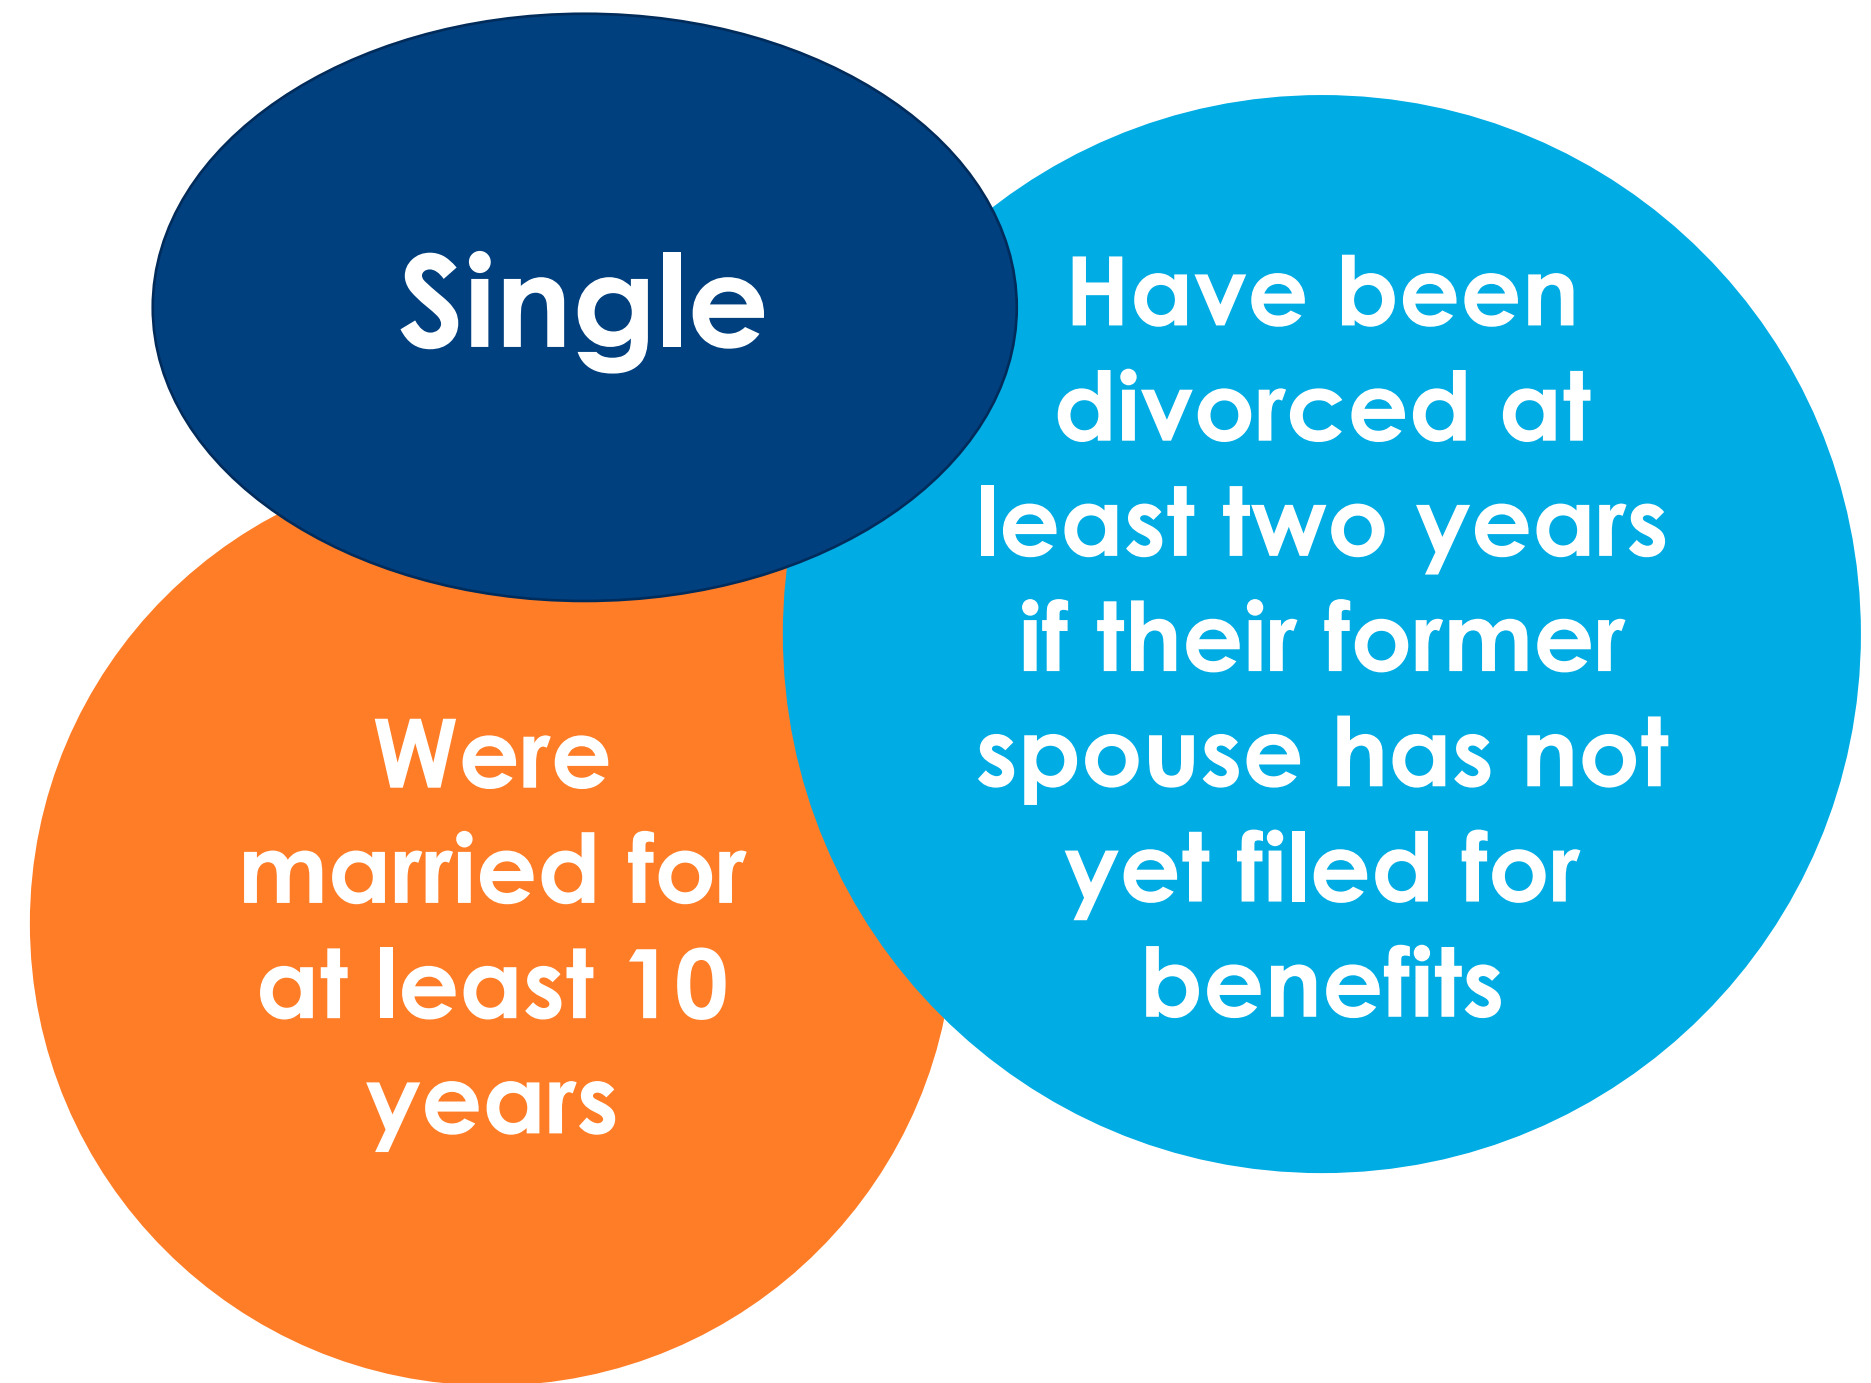 Single
Have been
divorced at
least two years
if their former
spouse has not
yet filed for
benefits
Were
married for
at least 10
years